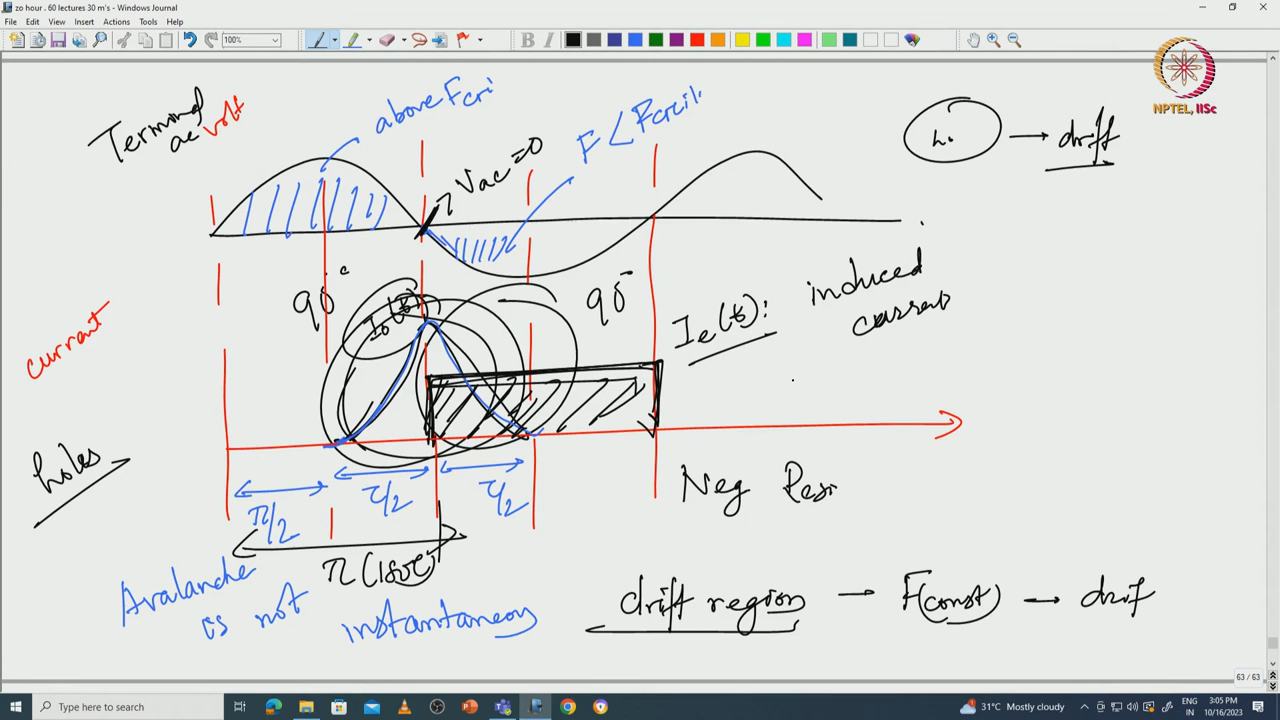 zo hour . 60 lectures 30 m's - Windows Journal
File Edit View Insert Actions Tools Help
100%
B I
NPTEL, IISc
Termind
ac volt
above Fcri
Vac=0
F < Fcrit
→ drift
current
90°
I₀(t)
90°
Ie(t): induced
current
holes
π/2
τ/2
τ/2
π(180°)
Neg Resi
Avalanche
is not
instantaneous
drift region → F(const) → drif
63 / 63
Type here to search
31°C Mostly cloudy
ENG
IN
3:05 PM
10/16/2023